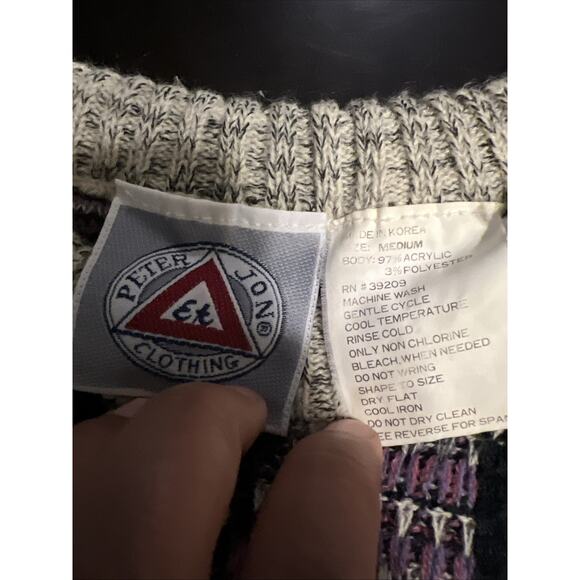 PETER JON®
Et
CLOTHING
DE IN KOREA
E: MEDIUM
BODY: 97% ACRYLIC
3% POLYESTER
RN # 39209
MACHINE WASH
GENTLE CYCLE
COOL TEMPERATURE
RINSE COLD
ONLY NON CHLORINE
BLEACH, WHEN NEEDED
DO NOT WRING
SHAPE TO SIZE
DRY FLAT
COOL IRON
DO NOT DRY CLEAN
EE REVERSE FOR SPAN